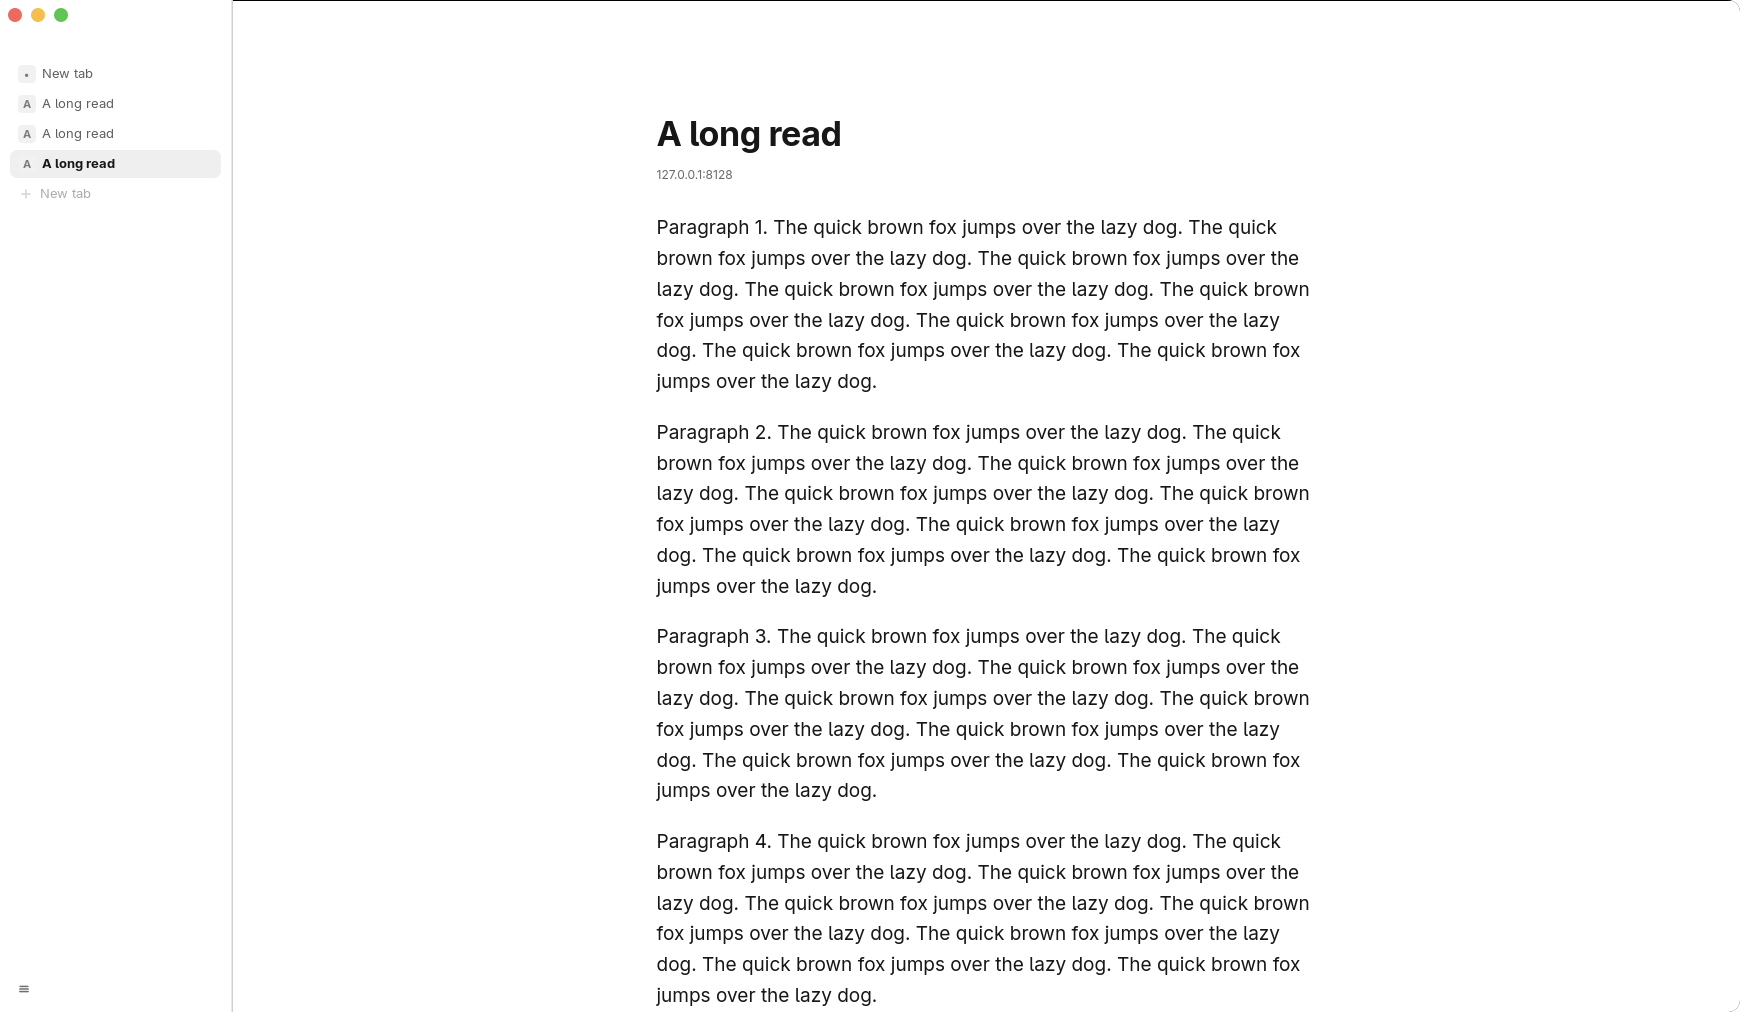 New tab
A A long read
A A long read
A A long read
+ New tab
A long read
127.0.0.1:8128
Paragraph 1. The quick brown fox jumps over the lazy dog. The quick
brown fox jumps over the lazy dog. The quick brown fox jumps over the
lazy dog. The quick brown fox jumps over the lazy dog. The quick brown
fox jumps over the lazy dog. The quick brown fox jumps over the lazy
dog. The quick brown fox jumps over the lazy dog. The quick brown fox
jumps over the lazy dog.
Paragraph 2. The quick brown fox jumps over the lazy dog. The quick
brown fox jumps over the lazy dog. The quick brown fox jumps over the
lazy dog. The quick brown fox jumps over the lazy dog. The quick brown
fox jumps over the lazy dog. The quick brown fox jumps over the lazy
dog. The quick brown fox jumps over the lazy dog. The quick brown fox
jumps over the lazy dog.
Paragraph 3. The quick brown fox jumps over the lazy dog. The quick
brown fox jumps over the lazy dog. The quick brown fox jumps over the
lazy dog. The quick brown fox jumps over the lazy dog. The quick brown
fox jumps over the lazy dog. The quick brown fox jumps over the lazy
dog. The quick brown fox jumps over the lazy dog. The quick brown fox
jumps over the lazy dog.
Paragraph 4. The quick brown fox jumps over the lazy dog. The quick
brown fox jumps over the lazy dog. The quick brown fox jumps over the
lazy dog. The quick brown fox jumps over the lazy dog. The quick brown
fox jumps over the lazy dog. The quick brown fox jumps over the lazy
dog. The quick brown fox jumps over the lazy dog. The quick brown fox
jumps over the lazy dog.